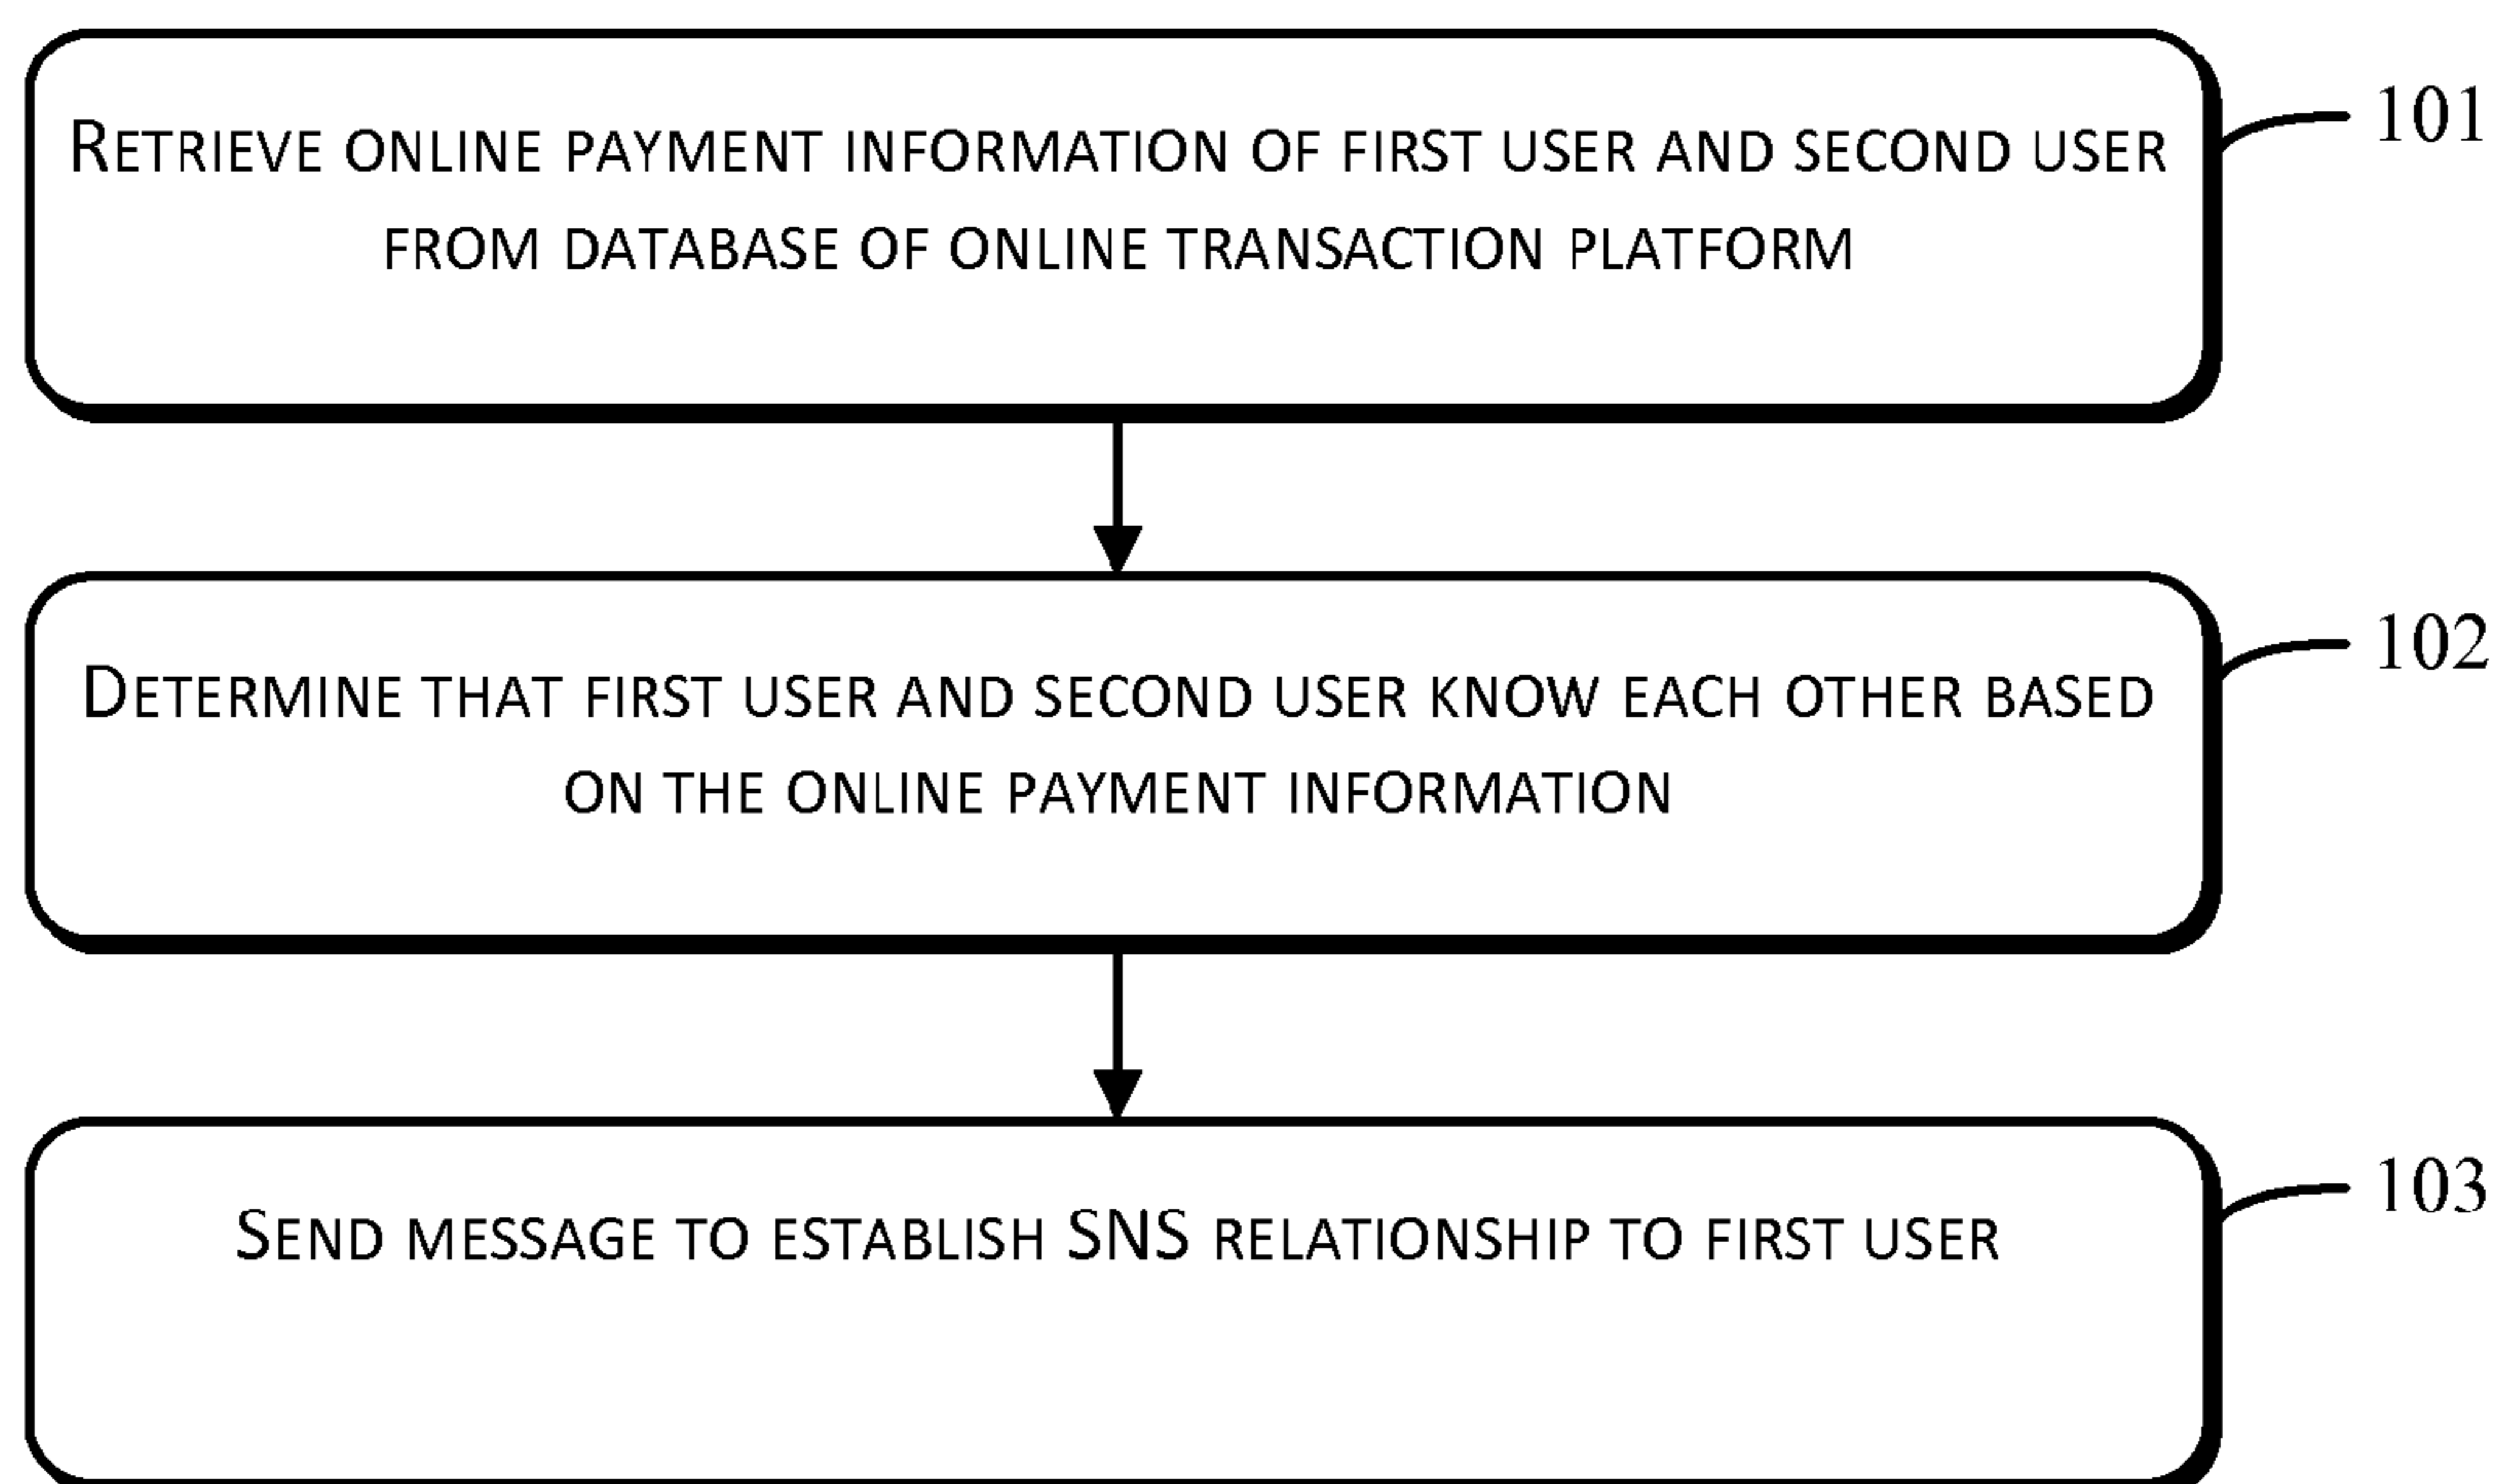 RETRIEVE ONLINE PAYMENT INFORMATION OF FIRST USER AND SECOND USER
FROM DATABASE OF ONLINE TRANSACTION PLATFORM
101
DETERMINE THAT FIRST USER AND SECOND USER KNOW EACH OTHER BASED
ON THE ONLINE PAYMENT INFORMATION
102
SEND MESSAGE TO ESTABLISH SNS RELATIONSHIP TO FIRST USER
103